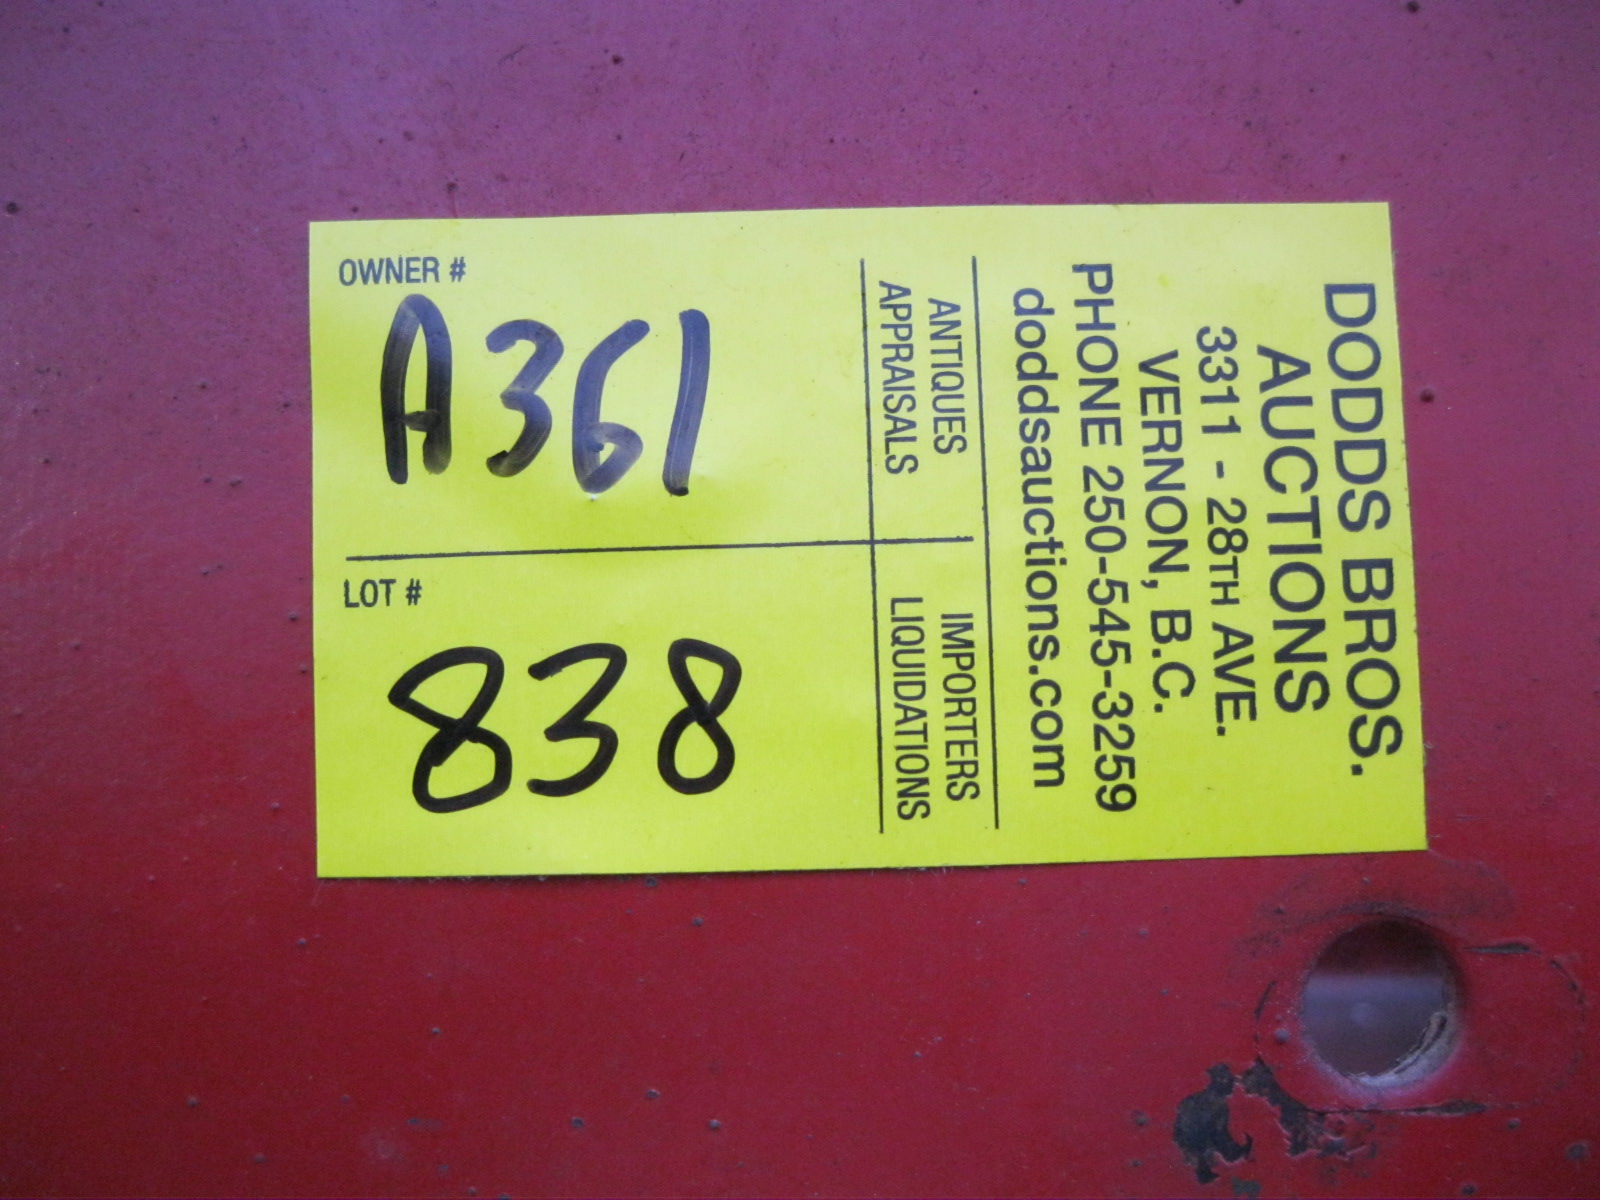 OWNER #
A361
LOT #
838
DODDS BROS.
AUCTIONS
3311 - 28TH AVE.
VERNON, B.C.
PHONE 250-545-3259
doddsauctions.com
ANTIQUES
APPRAISALS
IMPORTERS
LIQUIDATIONS